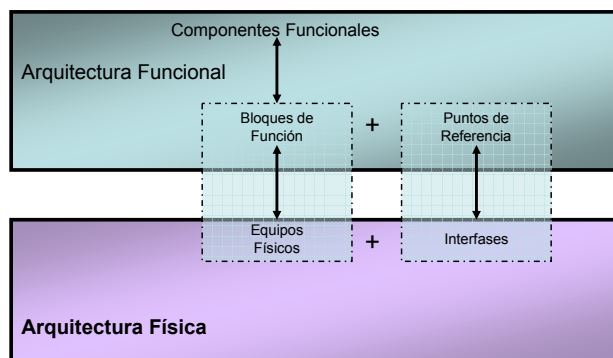 Componentes Funcionales
Arquitectura Funcional
Bloques de
Función
+
Puntos de
Referencia
Equipos
Físicos
+
Interfases
Arquitectura Física